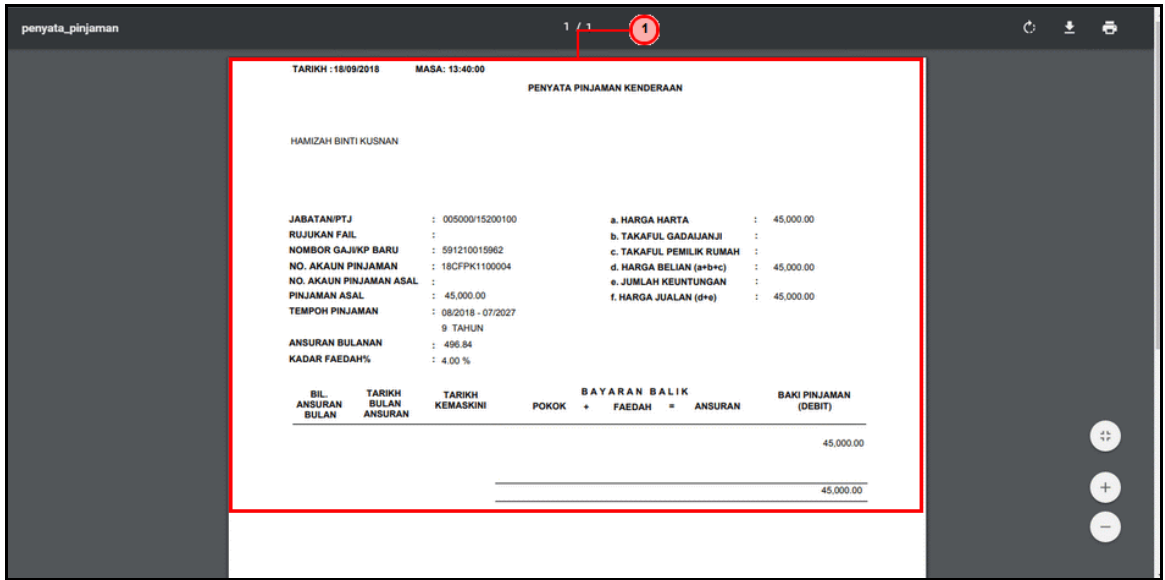 penyata_pinjaman
1 / 1
1
TARIKH : 18/09/2018 MASA: 13:40:00
PENYATA PINJAMAN KENDERAAN
HAMIZAH BINTI KUSNAN
JABATAN/PTJ : 005000/15200100 a. HARGA HARTA : 45,000.00
RUJUKAN FAIL : b. TAKAFUL GADAIJANJI :
NOMBOR GAJI/KP BARU : 591210015962 c. TAKAFUL PEMILIK RUMAH :
NO. AKAUN PINJAMAN : 18CFPK1100004 d. HARGA BELIAN (a+b+c) : 45,000.00
NO. AKAUN PINJAMAN ASAL : e. JUMLAH KEUNTUNGAN :
PINJAMAN ASAL : 45,000.00 f. HARGA JUALAN (d+e) : 45,000.00
TEMPOH PINJAMAN : 08/2018 - 07/2027
9 TAHUN
ANSURAN BULANAN : 496.84
KADAR FAEDAH% : 4.00 %
BIL. TARIKH TARIKH BAYARAN BALIK BAKI PINJAMAN
ANSURAN BULAN KEMASKINI POKOK + FAEDAH = ANSURAN (DEBIT)
BULAN ANSURAN
45,000.00
45,000.00